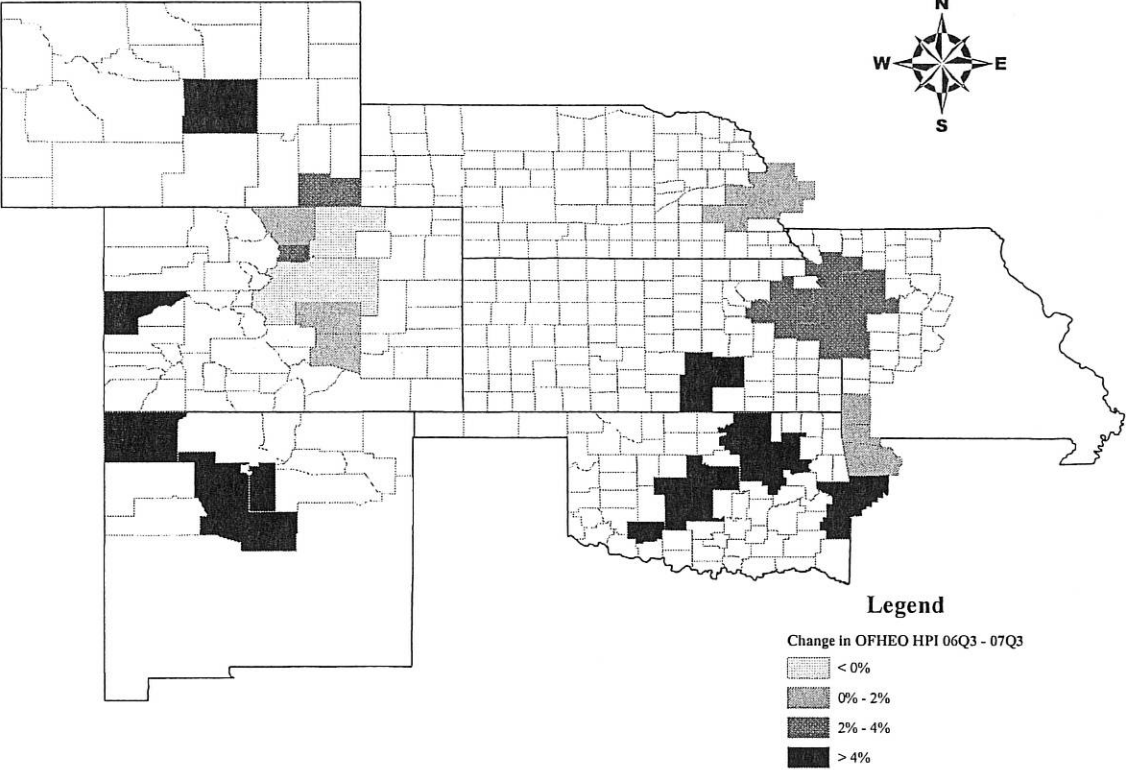 N
W E
S
Legend
Change in OFHEO HPI 06Q3 - 07Q3
< 0%
0% - 2%
2% - 4%
> 4%